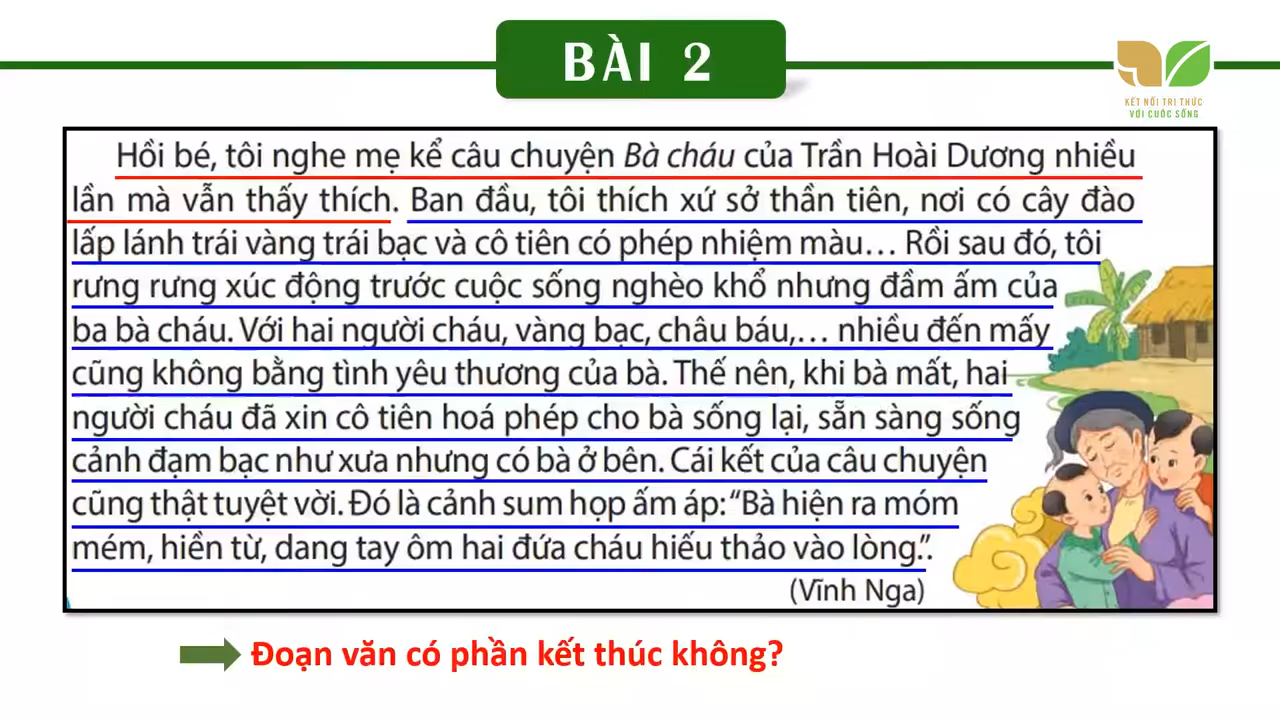 BÀI 2
KẾT NỐI TRI THỨC
VỚI CUỘC SỐNG
Hồi bé, tôi nghe mẹ kể câu chuyện Bà cháu của Trần Hoài Dương nhiều
lần mà vẫn thấy thích. Ban đầu, tôi thích xứ sở thần tiên, nơi có cây đào
lấp lánh trái vàng trái bạc và cô tiên có phép nhiệm màu... Rồi sau đó, tôi
rưng rưng xúc động trước cuộc sống nghèo khổ nhưng đầm ấm của
ba bà cháu. Với hai người cháu, vàng bạc, châu báu,... nhiều đến mấy
cũng không bằng tình yêu thương của bà. Thế nên, khi bà mất, hai
người cháu đã xin cô tiên hoá phép cho bà sống lại, sẵn sàng sống
cảnh đạm bạc như xưa nhưng có bà ở bên. Cái kết của câu chuyện
cũng thật tuyệt vời. Đó là cảnh sum họp ấm áp: “Bà hiện ra móm
mém, hiền từ, dang tay ôm hai đứa cháu hiếu thảo vào lòng.”.
(Vĩnh Nga)
Đoạn văn có phần kết thúc không?